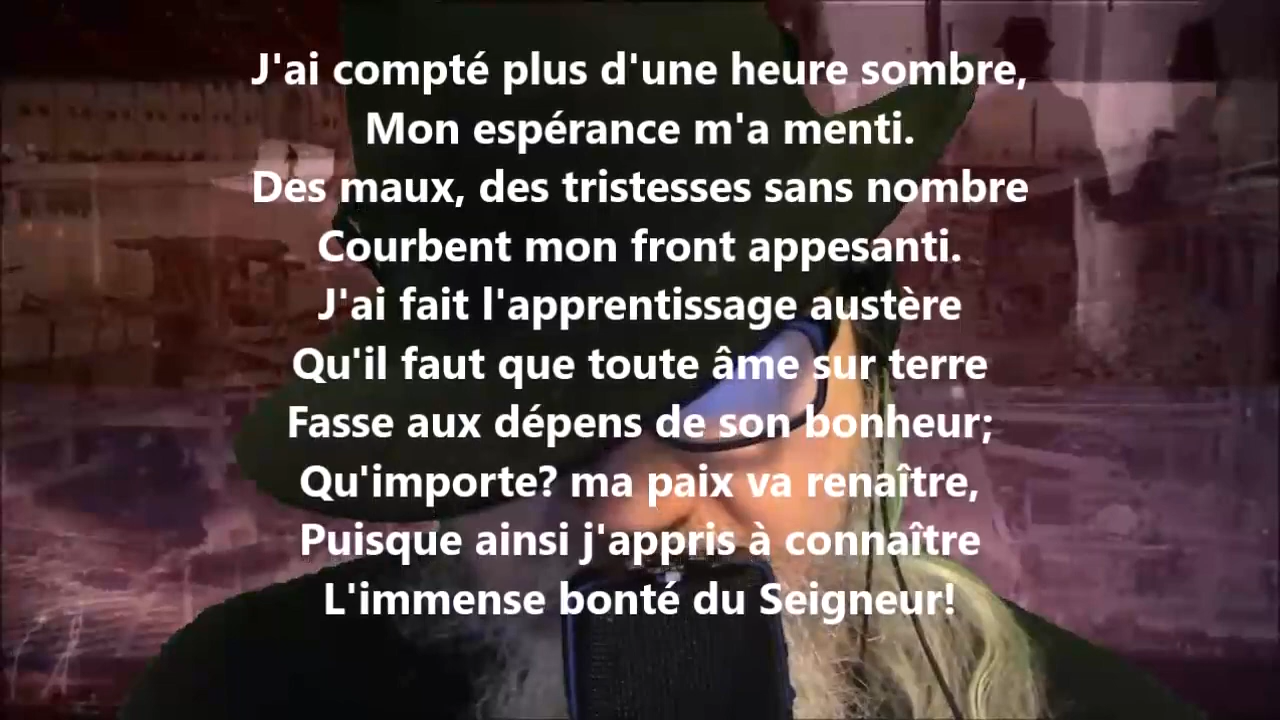 J'ai compté plus d'une heure sombre,
Mon espérance m'a menti.
Des maux, des tristesses sans nombre
Courbent mon front appesanti.
J'ai fait l'apprentissage austère
Qu'il faut que toute âme sur terre
Fasse aux dépens de son bonheur;
Qu'importe? ma paix va renaître,
Puisque ainsi j'appris à connaître
L'immense bonté du Seigneur!